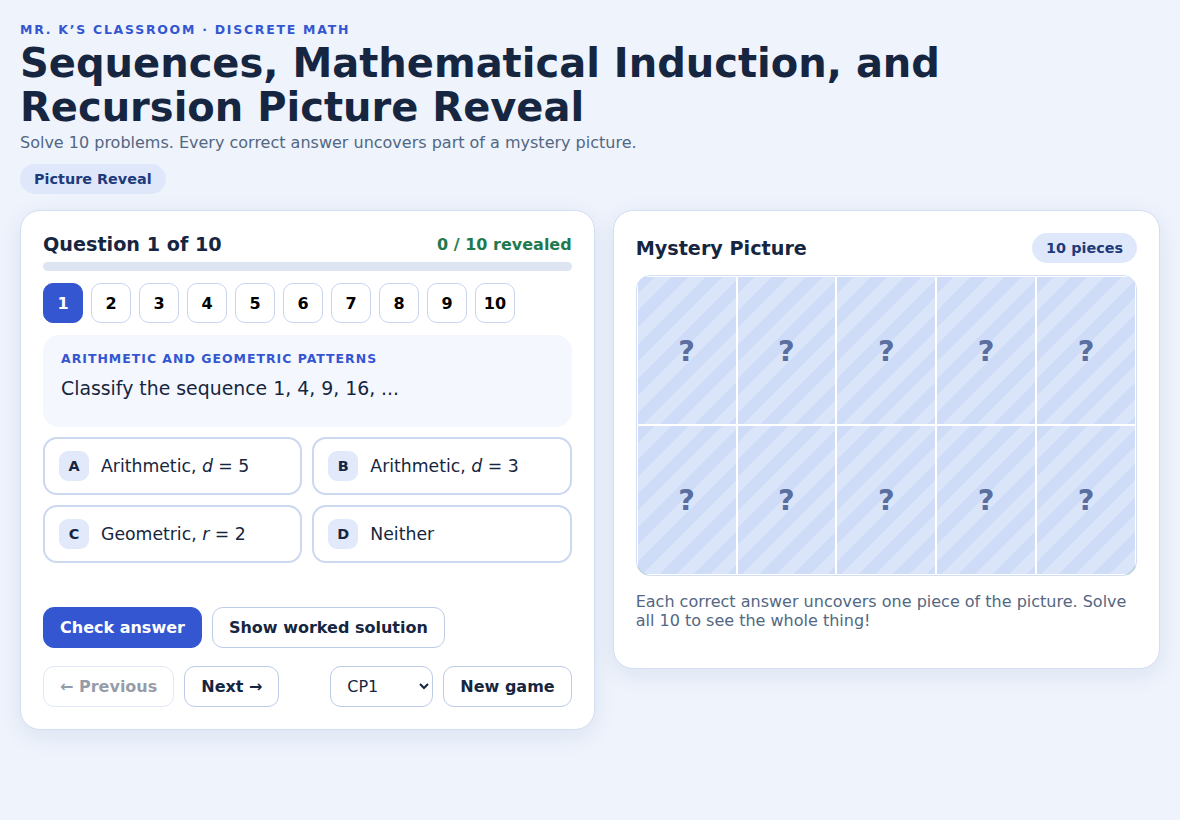 MR. K’S CLASSROOM · DISCRETE MATH
Sequences, Mathematical Induction, and
Recursion Picture Reveal
Solve 10 problems. Every correct answer uncovers part of a mystery picture.
Picture Reveal
Question 1 of 10
0 / 10 revealed
1 2 3 4 5 6 7 8 9 10
ARITHMETIC AND GEOMETRIC PATTERNS
Classify the sequence 1, 4, 9, 16, ...
A Arithmetic, d = 5
B Arithmetic, d = 3
C Geometric, r = 2
D Neither
Check answer
Show worked solution
← Previous
Next →
CP1
New game
Mystery Picture
10 pieces
? ? ? ? ?
? ? ? ? ?
Each correct answer uncovers one piece of the picture. Solve
all 10 to see the whole thing!